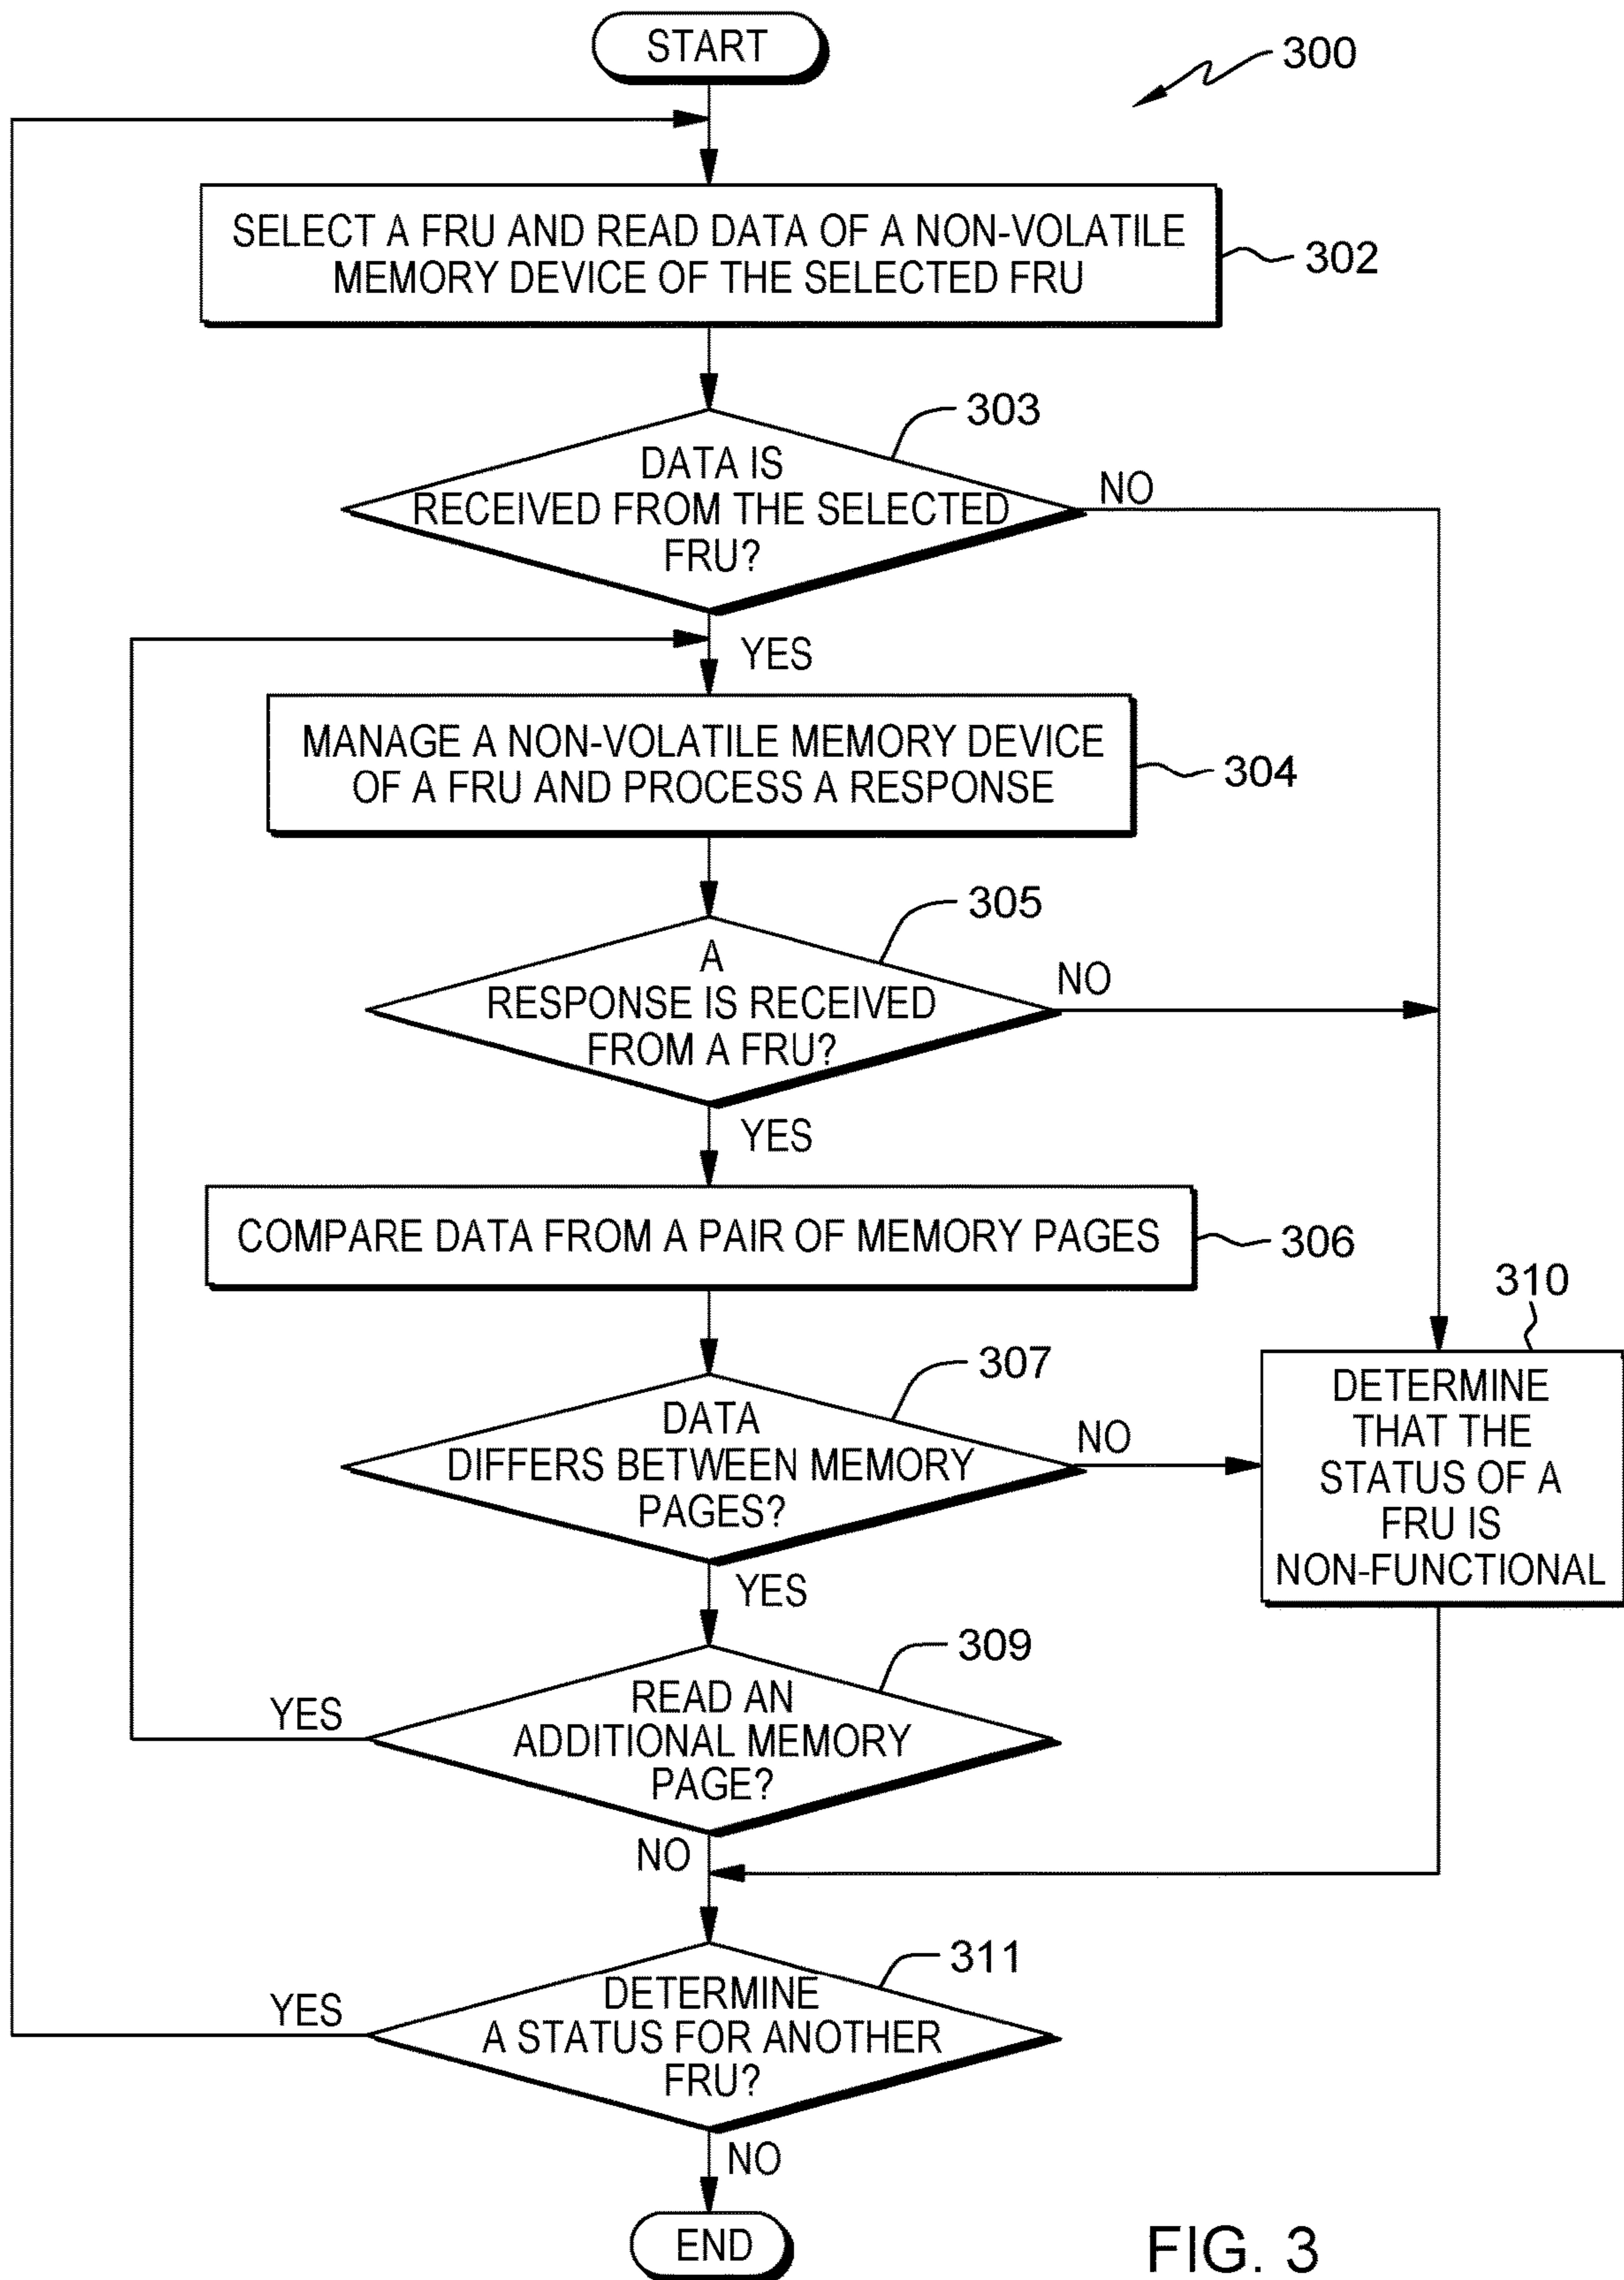 START
300
SELECT A FRU AND READ DATA OF A NON-VOLATILE
MEMORY DEVICE OF THE SELECTED FRU
302
303
DATA IS
RECEIVED FROM THE SELECTED
FRU?
NO
YES
MANAGE A NON-VOLATILE MEMORY DEVICE
OF A FRU AND PROCESS A RESPONSE
304
305
A
RESPONSE IS RECEIVED
FROM A FRU?
NO
YES
COMPARE DATA FROM A PAIR OF MEMORY PAGES
306
310
DETERMINE
THAT THE
STATUS OF A
FRU IS
NON-FUNCTIONAL
307
DATA
DIFFERS BETWEEN MEMORY
PAGES?
NO
YES
309
READ AN
ADDITIONAL MEMORY
PAGE?
YES
NO
311
DETERMINE
A STATUS FOR ANOTHER
FRU?
YES
NO
END
FIG. 3